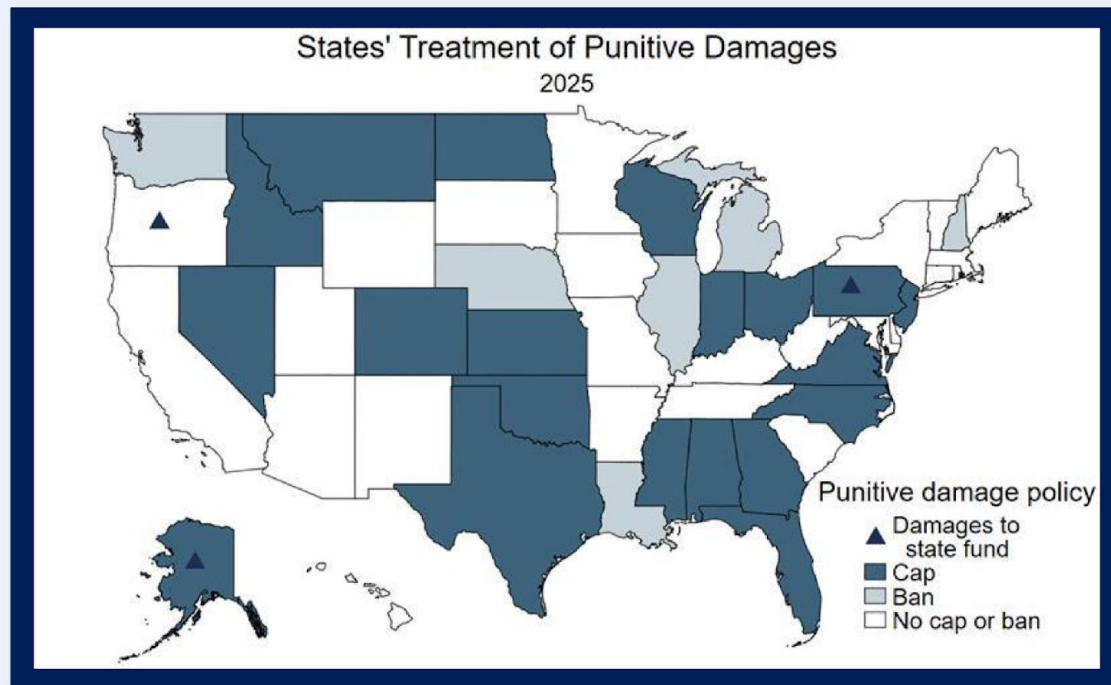 States' Treatment of Punitive Damages
2025
Punitive damage policy
Damages to
state fund
Cap
Ban
No cap or ban